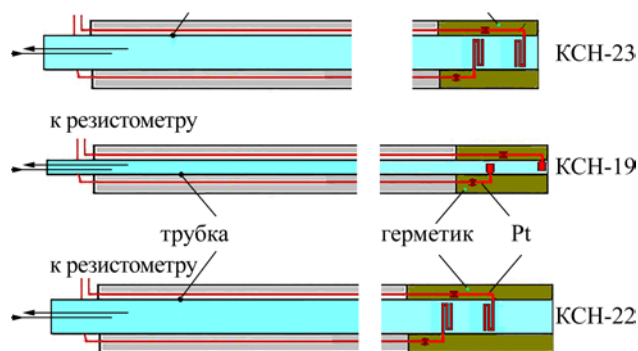 КСН-23
к резистометру
КСН-19
трубка
герметик
Pt
к резистометру
КСН-22